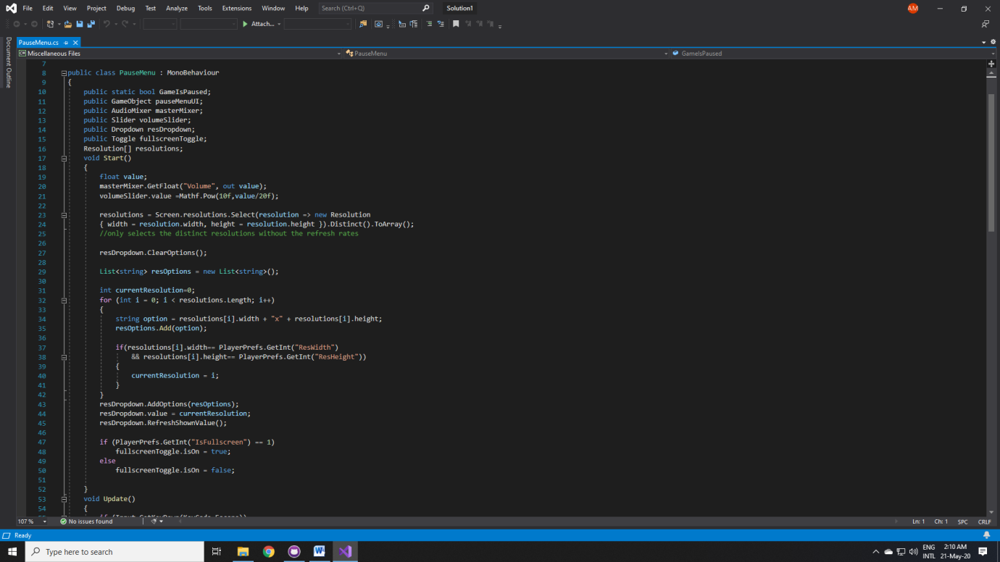 File Edit View Project Debug Test Analyze Tools Extensions Window Help Search (Ctrl+Q) Solution1 AM
Attach...
Document Outline
PauseMenu.cs
Miscellaneous Files PauseMenu GameIsPaused
7
8 public class PauseMenu : MonoBehaviour
9 {
10 public static bool GameIsPaused;
11 public GameObject pauseMenuUI;
12 public AudioMixer masterMixer;
13 public Slider volumeSlider;
14 public Dropdown resDropdown;
15 public Toggle fullscreenToggle;
16 Resolution[] resolutions;
17 void Start()
18 {
19 float value;
20 masterMixer.GetFloat("Volume", out value);
21 volumeSlider.value =Mathf.Pow(10f,value/20f);
22
23 resolutions = Screen.resolutions.Select(resolution => new Resolution
24 { width = resolution.width, height = resolution.height }).Distinct().ToArray();
25 //only selects the distinct resolutions without the refresh rates
26
27 resDropdown.ClearOptions();
28
29 List<string> resOptions = new List<string>();
30
31 int currentResolution=0;
32 for (int i = 0; i < resolutions.Length; i++)
33 {
34 string option = resolutions[i].width + "x" + resolutions[i].height;
35 resOptions.Add(option);
36
37 if(resolutions[i].width== PlayerPrefs.GetInt("ResWidth")
38 && resolutions[i].height== PlayerPrefs.GetInt("ResHeight"))
39 {
40 currentResolution = i;
41 }
42 }
43 resDropdown.AddOptions(resOptions);
44 resDropdown.value = currentResolution;
45 resDropdown.RefreshShownValue();
46
47 if (PlayerPrefs.GetInt("IsFullscreen") == 1)
48 fullscreenToggle.isOn = true;
49 else
50 fullscreenToggle.isOn = false;
51
52 }
53 void Update()
54 {
107 % No issues found Ln: 1 Ch: 1 SPC CRLF
Ready
Type here to search ENG 2:10 AM
INTL 21-May-20